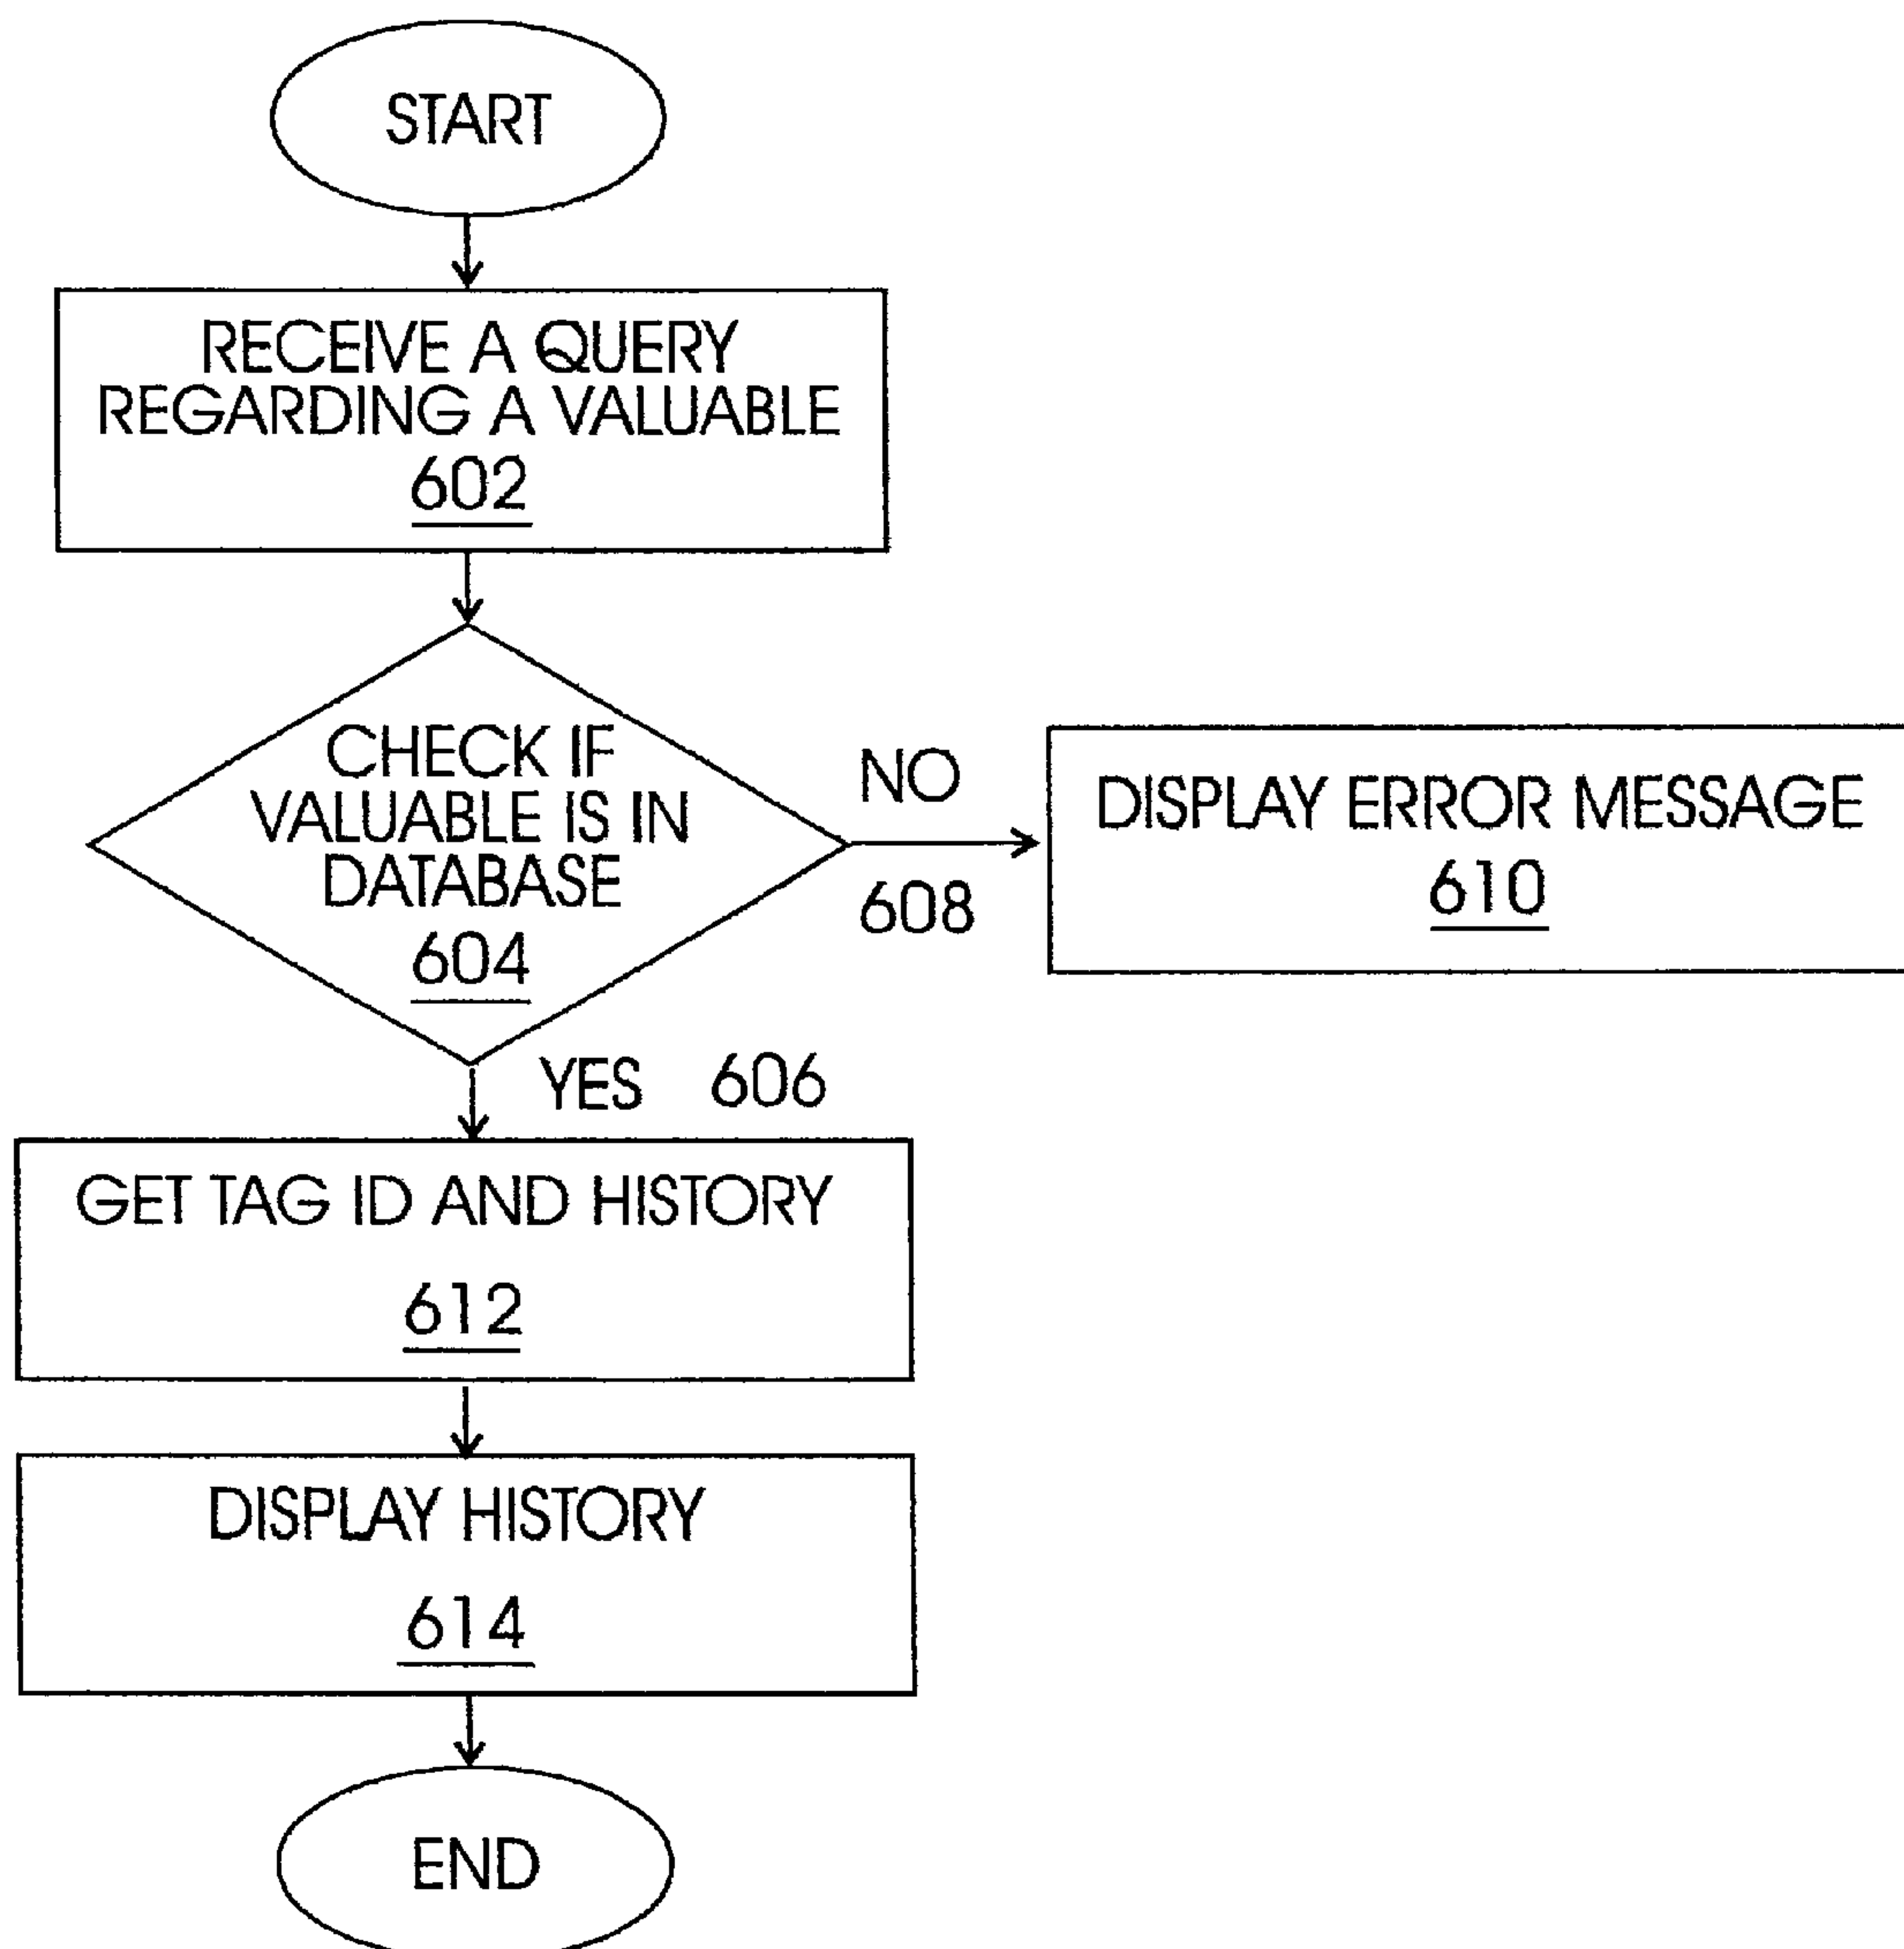 START
RECEIVE A QUERY
REGARDING A VALUABLE
602
CHECK IF
VALUABLE IS IN
DATABASE
604
NO
608
DISPLAY ERROR MESSAGE
610
YES 606
GET TAG ID AND HISTORY
612
DISPLAY HISTORY
614
END